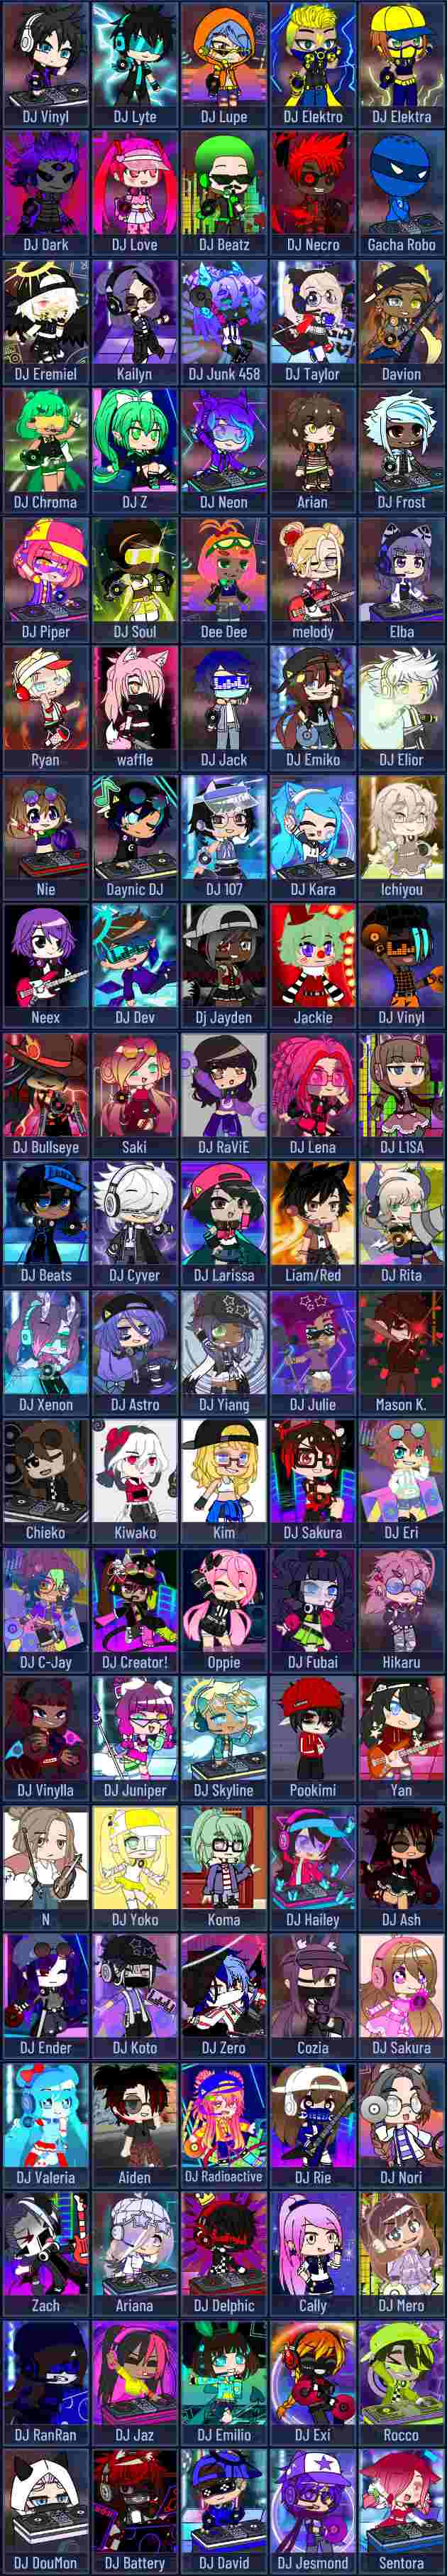 DJ Vinyl DJ Lyte DJ Lupe DJ Elektro DJ Elektra
DJ Dark DJ Love DJ Beatz DJ Necro Gacha Robo
DJ Eremiel Kailyn DJ Junk 458 DJ Taylor Davion
DJ Chroma DJ Z DJ Neon Arian DJ Frost
DJ Piper DJ Soul Dee Dee melody Elba
Ryan waffle DJ Jack DJ Emiko DJ Elior
Nie Daynic DJ DJ 107 DJ Kara Ichiyou
Neex DJ Dev Dj Jayden Jackie DJ Vinyl
DJ Bullseye Saki DJ RaViE DJ Lena DJ L1SA
DJ Beats DJ Cyver DJ Larissa Liam/Red DJ Rita
DJ Xenon DJ Astro DJ Yiang DJ Julie Mason K.
Chieko Kiwako Kim DJ Sakura DJ Eri
DJ C-Jay DJ Creator! Oppie DJ Fubai Hikaru
DJ Vinylla DJ Juniper DJ Skyline Pookimi Yan
N DJ Yoko Koma DJ Hailey DJ Ash
DJ Ender DJ Koto DJ Zero Cozia DJ Sakura
DJ Valeria Aiden DJ Radioactive DJ Rie DJ Nori
Zach Ariana DJ Delphic Cally DJ Mero
DJ RanRan DJ Jaz DJ Emilio DJ Exi Rocco
DJ DouMon DJ Battery DJ David DJ Jesmond Sentora